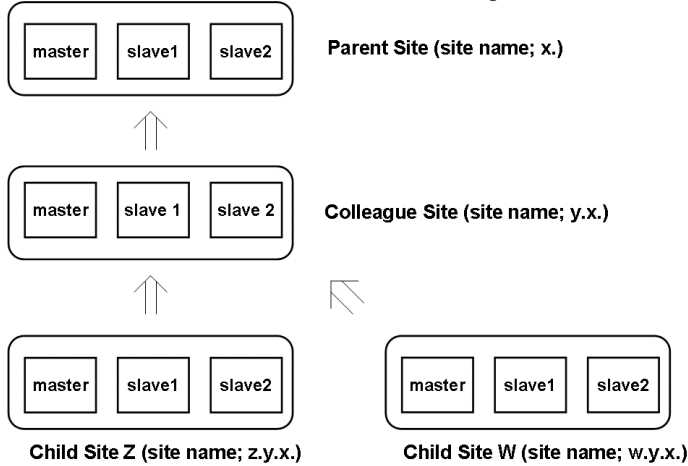 master slave1 slave2
Parent Site (site name; x.)
master slave 1 slave 2
Colleague Site (site name; y.x.)
master slave1 slave2
master slave1 slave2
Child Site Z (site name; z.y.x.)
Child Site W (site name; w.y.x.)